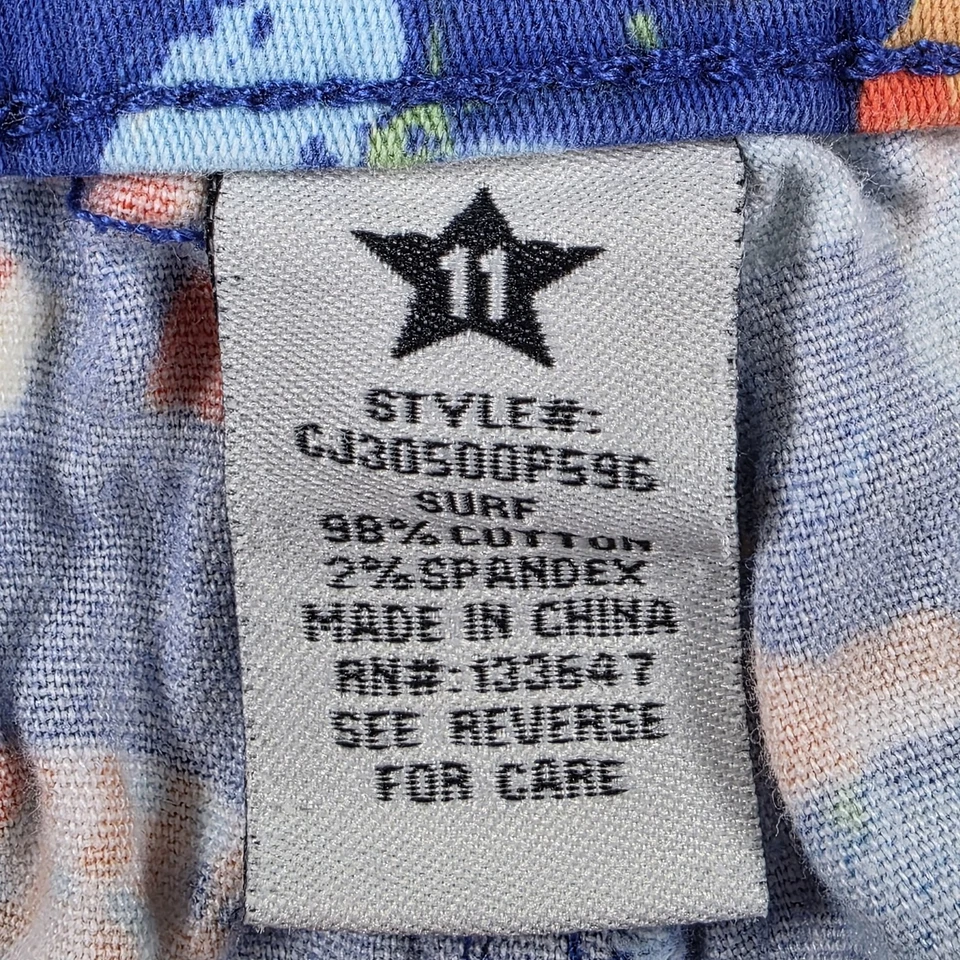 11
STYLE#:
CJ30500P596
SURF
98% COTTON
2% SPANDEX
MADE IN CHINA
RN#:133647
SEE REVERSE
FOR CARE